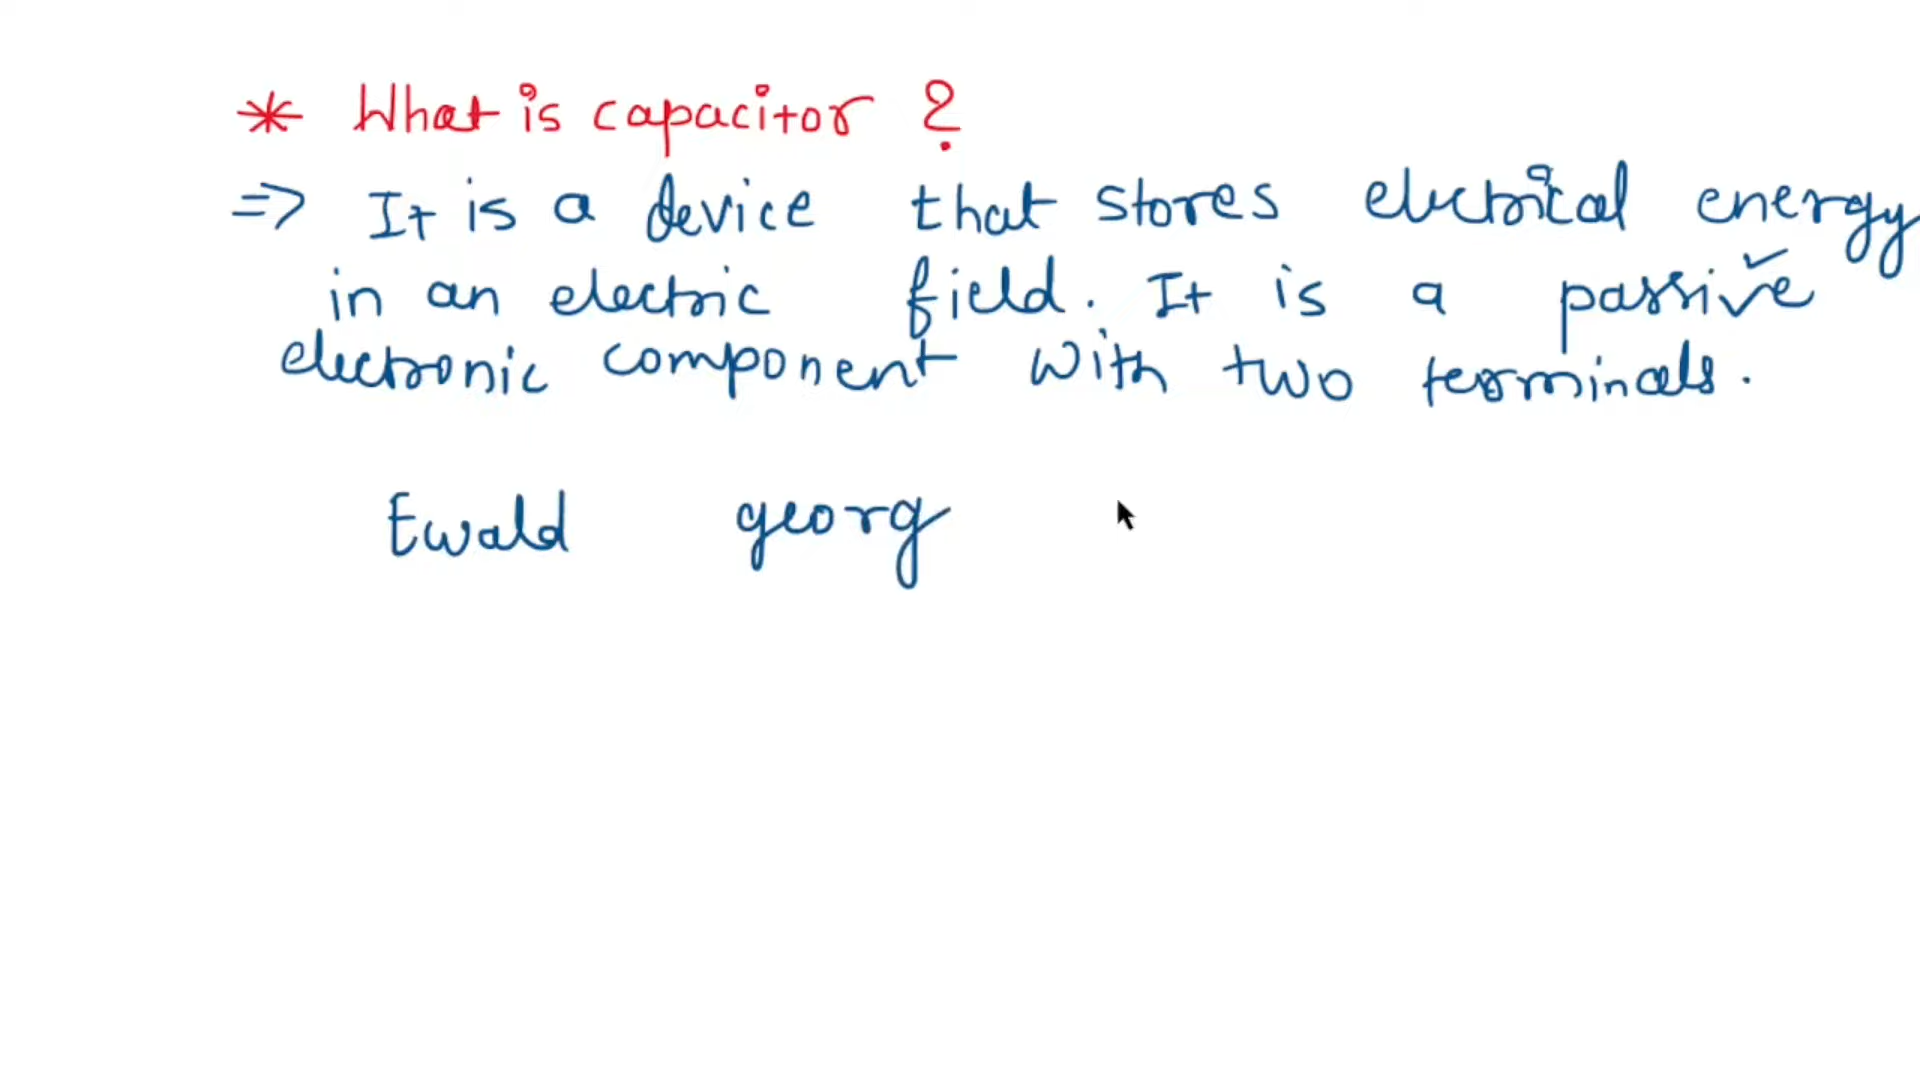 * What is capacitor ?
=> It is a device that stores electrical energy
in an electric field. It is a passive
electronic component with two terminals.
Ewald georg